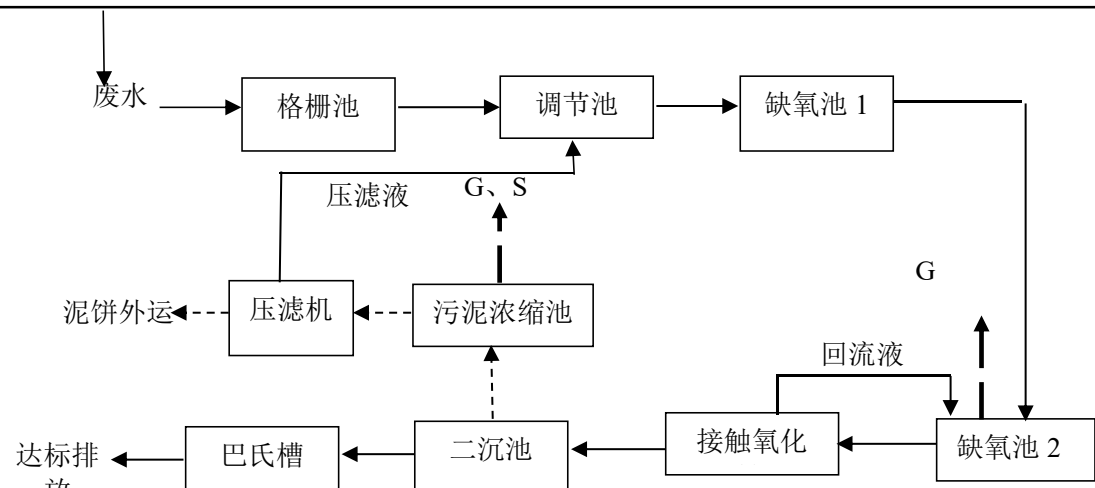 废水
格栅池
调节池
缺氧池 1
压滤液
G、S
G
泥饼外运
压滤机
污泥浓缩池
回流液
达标排
放
巴氏槽
二沉池
接触氧化
缺氧池 2